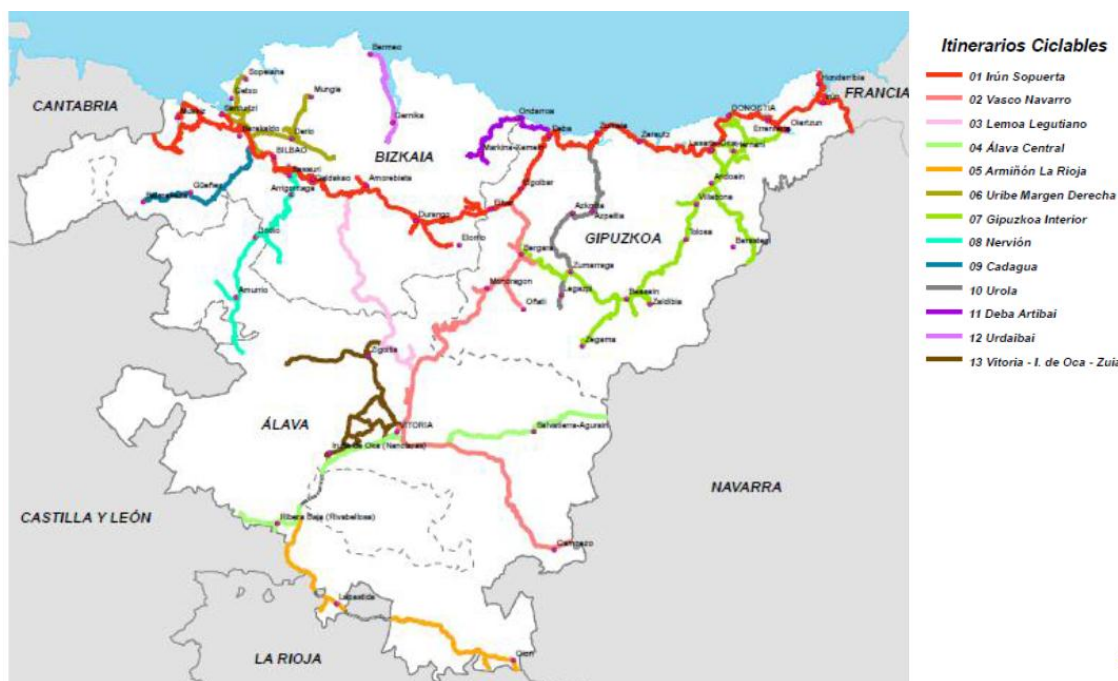 Itinerarios Ciclables
01 Irún Sopuerta
02 Vasco Navarro
03 Lemoa Legutiano
04 Álava Central
05 Armiñón La Rioja
06 Uribe Margen Derecha
07 Gipuzkoa Interior
08 Nervión
09 Cadagua
10 Urola
11 Deba Artibai
12 Urdaibai
13 Vitoria - I. de Oca - Zuia
CANTABRIA
FRANCIA
BIZKAIA
GIPUZKOA
ÁLAVA
NAVARRA
CASTILLA Y LEÓN
LA RIOJA
Bermeo
Sopelana
Getxo
Mungia
Gernika
Derio
Barakaldo
BILBAO
Basauri
Galdakao
Arrigorriaga
Güeñes
Amorebieta
Durango
Elorrio
Ondarroa
Markina-Xemein
Deba
Zumaia
Zarautz
DONOSTIA
Hondarribia
Irún
Oiartzun
Errenteria
Hernani
Andoain
Villabona
Tolosa
Berastegi
Elgoibar
Eibar
Azkoitia
Azpeitia
Bergara
Zumarraga
Legazpi
Mondragon
Oñati
Beasain
Zaldibia
Zegama
Llodio
Amurrio
Zigoitia
VITORIA
Iruña de Oka (Nanclares)
Salvatierra-Agurain
Ribera Baja (Rivabellosa)
Campezo
Labastida
Oion